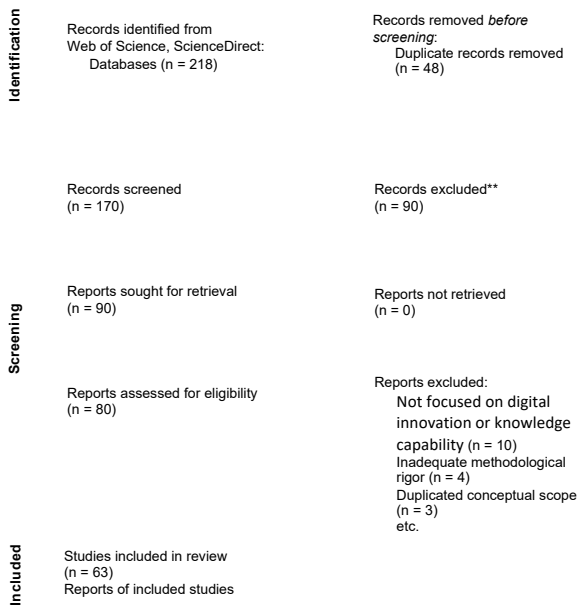 Identification
Records identified from
Web of Science, ScienceDirect:
Databases (n = 218)
Records removed before
screening:
Duplicate records removed
(n = 48)
Screening
Records screened
(n = 170)
Records excluded**
(n = 90)
Reports sought for retrieval
(n = 90)
Reports not retrieved
(n = 0)
Reports assessed for eligibility
(n = 80)
Reports excluded:
Not focused on digital
innovation or knowledge
capability (n = 10)
Inadequate methodological
rigor (n = 4)
Duplicated conceptual scope
(n = 3)
etc.
Included
Studies included in review
(n = 63)
Reports of included studies